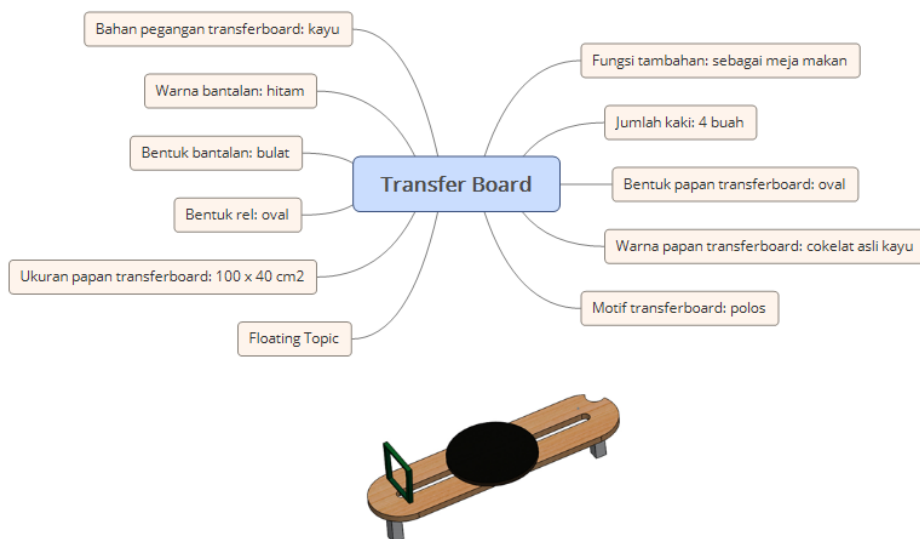 Transfer Board
Bahan pegangan transferboard: kayu
Warna bantalan: hitam
Bentuk bantalan: bulat
Bentuk rel: oval
Ukuran papan transferboard: 100 x 40 cm2
Floating Topic
Fungsi tambahan: sebagai meja makan
Jumlah kaki: 4 buah
Bentuk papan transferboard: oval
Warna papan transferboard: cokelat asli kayu
Motif transferboard: polos